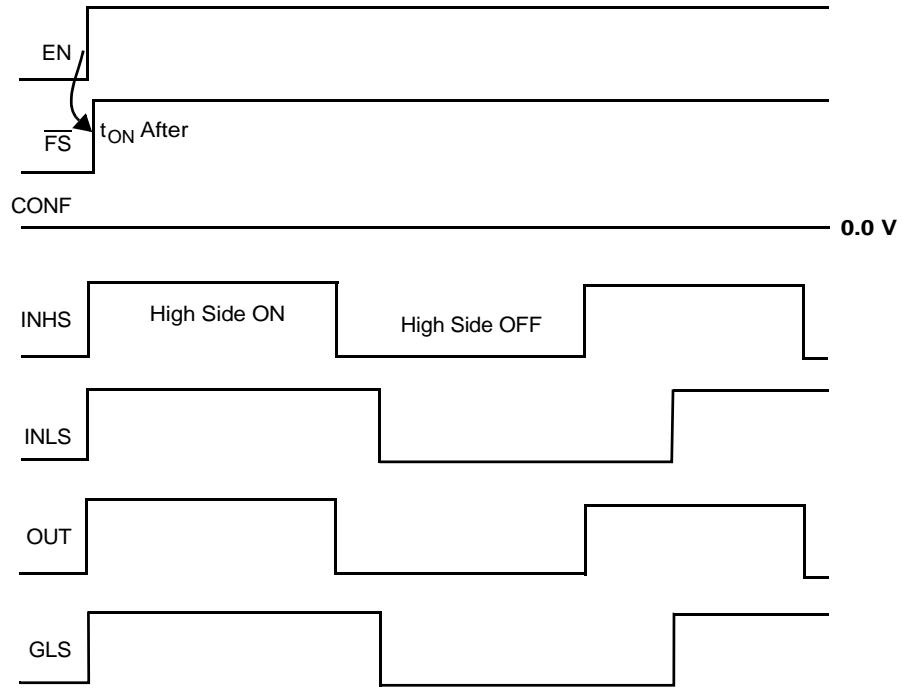 EN
FS
tON After
CONF
0.0 V
INHS
High Side ON
High Side OFF
INLS
OUT
GLS